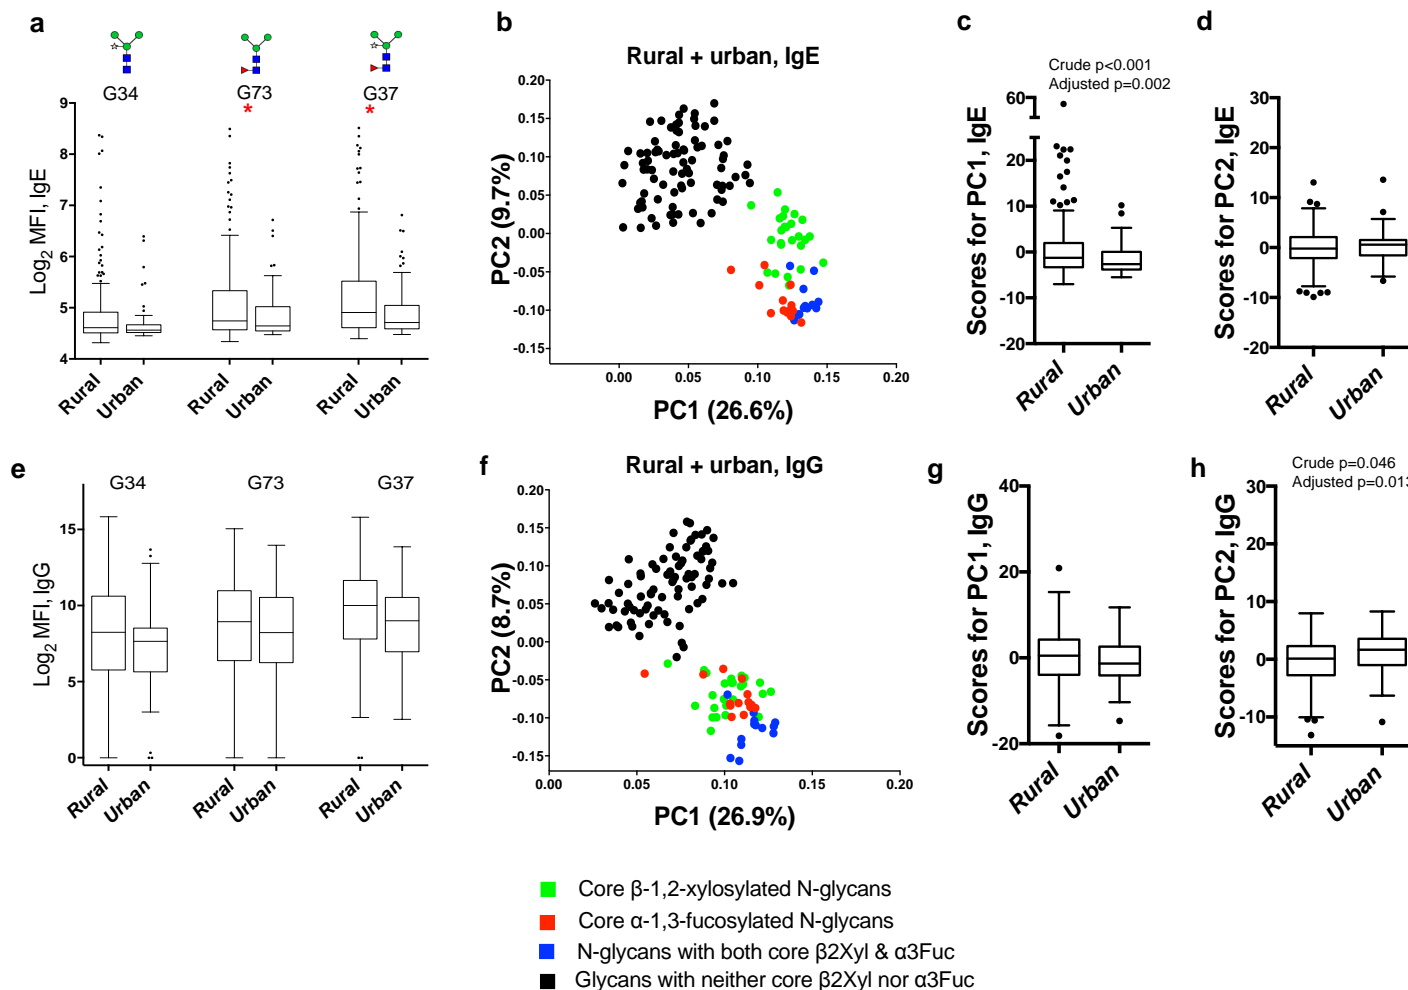 a
G34 G73 G37
* *
Log2 MFI, IgE
9
8
7
6
5
4
Rural Urban Rural Urban Rural Urban
b
Rural + urban, IgE
PC2 (9.7%)
0.20
0.15
0.10
0.05
0.00
-0.05
-0.10
-0.15
0.00 0.05 0.10 0.15 0.20
PC1 (26.6%)
c
Crude p<0.001
Adjusted p=0.002
Scores for PC1, IgE
60
20
10
0
-10
-20
Rural Urban
d
Scores for PC2, IgE
30
20
10
0
-10
-20
Rural Urban
e
G34 G73 G37
Log2 MFI, IgG
15
10
5
0
Rural Urban Rural Urban Rural Urban
f
Rural + urban, IgG
PC2 (8.7%)
0.20
0.15
0.10
0.05
0.00
-0.05
-0.10
-0.15
0.00 0.05 0.10 0.15 0.20
PC1 (26.9%)
g
Scores for PC1, IgG
40
20
0
-20
Rural Urban
h
Crude p=0.046
Adjusted p=0.013
Scores for PC2, IgG
30
20
10
0
-10
Rural Urban
Core β-1,2-xylosylated N-glycans
Core α-1,3-fucosylated N-glycans
N-glycans with both core β2Xyl & α3Fuc
Glycans with neither core β2Xyl nor α3Fuc